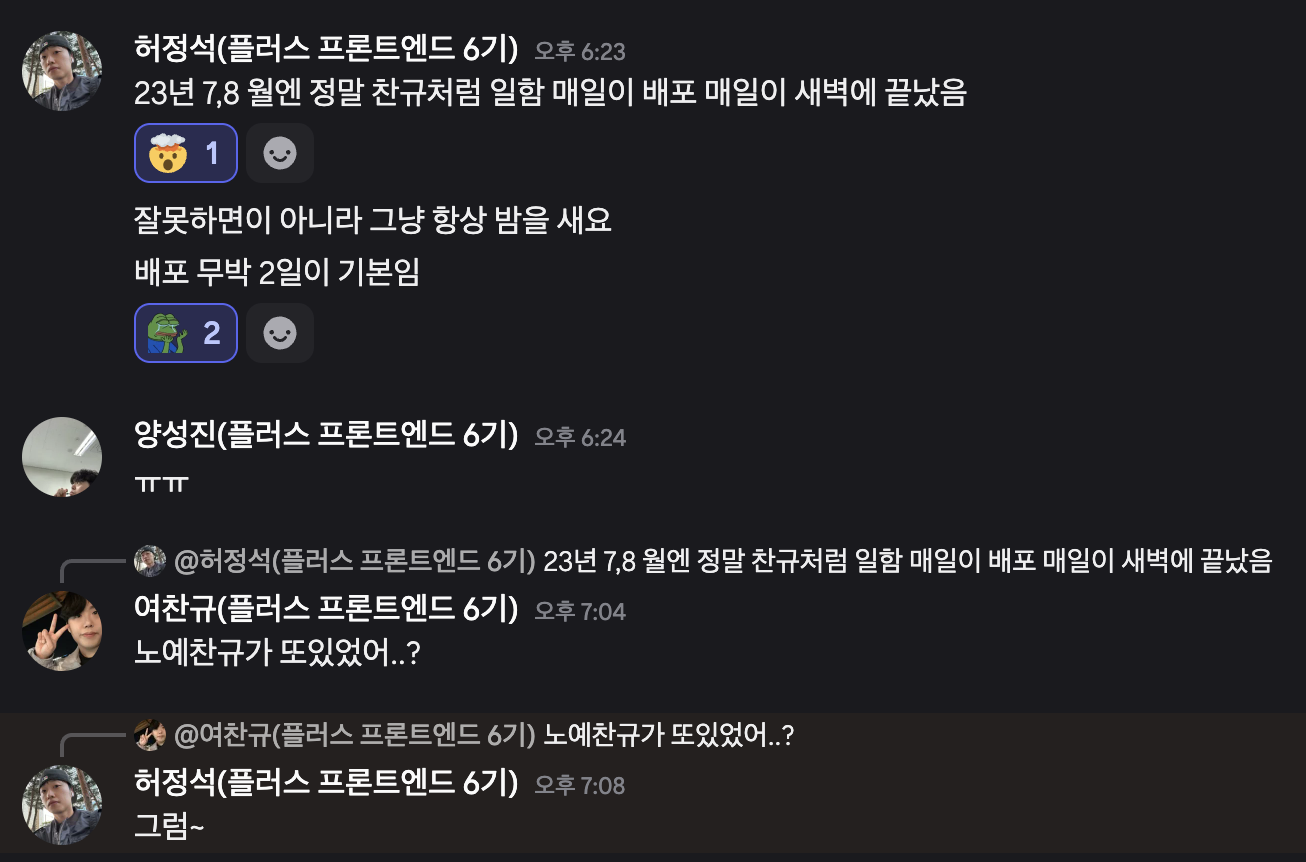 허정석(플러스 프론트엔드 6기) 오후 6:23
23년 7,8 월엔 정말 찬규처럼 일함 매일이 배포 매일이 새벽에 끝났음
1
잘못하면이 아니라 그냥 항상 밤을 새요
배포 무박 2일이 기본임
2
양성진(플러스 프론트엔드 6기) 오후 6:24
ㅠㅠ
@허정석(플러스 프론트엔드 6기) 23년 7,8 월엔 정말 찬규처럼 일함 매일이 배포 매일이 새벽에 끝났음
여찬규(플러스 프론트엔드 6기) 오후 7:04
노예찬규가 또있었어..?
@여찬규(플러스 프론트엔드 6기) 노예찬규가 또있었어..?
허정석(플러스 프론트엔드 6기) 오후 7:08
그럼~